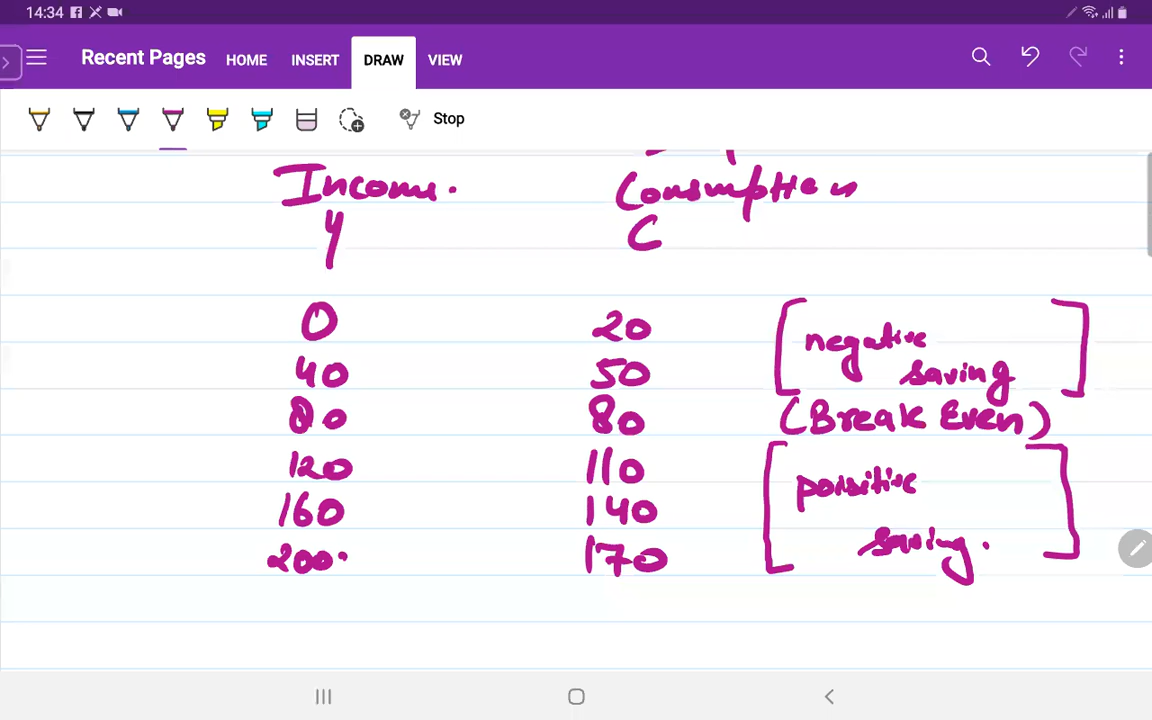 14:34
Recent Pages HOME INSERT DRAW VIEW
Stop
Income. Consumption
Y C
0 20 [negative
40 50 saving]
80 80 (Break Even)
120 110 [positive
160 140
200 170 saving.]